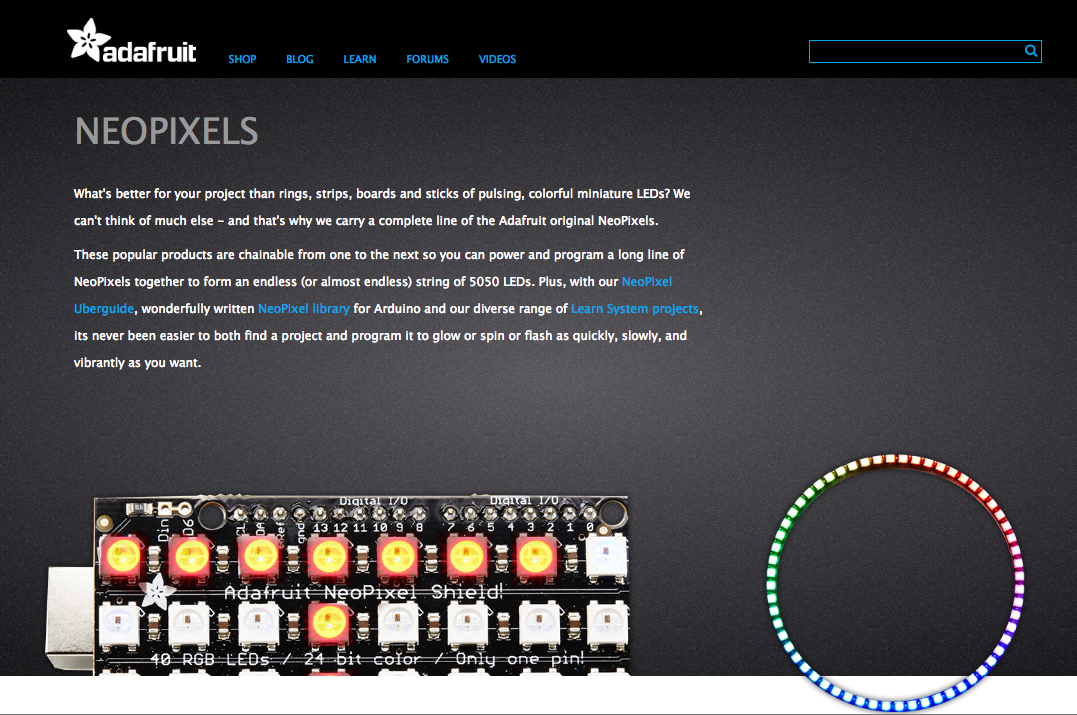 adafruit
SHOP BLOG LEARN FORUMS VIDEOS
NEOPIXELS
What's better for your project than rings, strips, boards and sticks of pulsing, colorful miniature LEDs? We
can't think of much else – and that's why we carry a complete line of the Adafruit original NeoPixels.
These popular products are chainable from one to the next so you can power and program a long line of
NeoPixels together to form an endless (or almost endless) string of 5050 LEDs. Plus, with our NeoPixel
Uberguide, wonderfully written NeoPixel library for Arduino and our diverse range of Learn System projects,
its never been easier to both find a project and program it to glow or spin or flash as quickly, slowly, and
vibrantly as you want.
Digital I/O Digital I/O
Din D6 CL DA Ref gnd 13 12 11 10 9 8 7 6 5 4 3 2 1 0
Adafruit NeoPixel Shield!
40 RGB LEDs / 24 bit color / Only one pin!